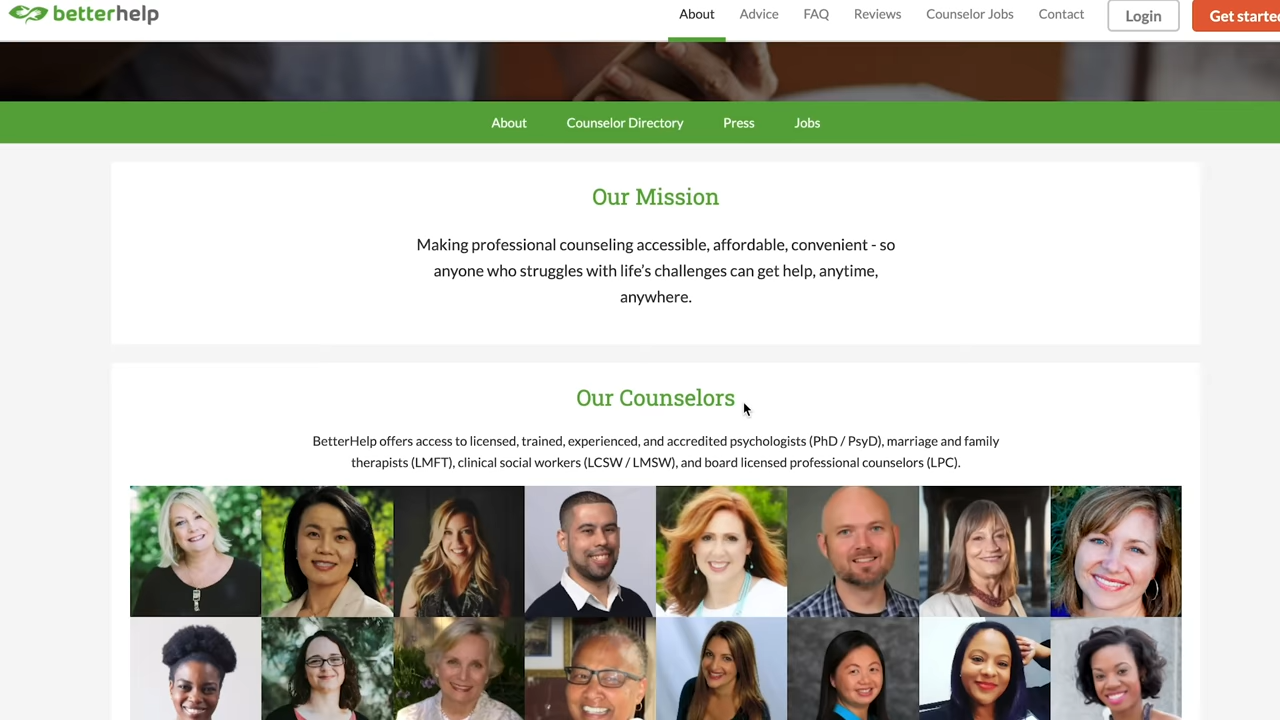 betterhelp
About Advice FAQ Reviews Counselor Jobs Contact Login Get starte
About Counselor Directory Press Jobs
Our Mission
Making professional counseling accessible, affordable, convenient - so
anyone who struggles with life’s challenges can get help, anytime,
anywhere.
Our Counselors
BetterHelp offers access to licensed, trained, experienced, and accredited psychologists (PhD / PsyD), marriage and family
therapists (LMFT), clinical social workers (LCSW / LMSW), and board licensed professional counselors (LPC).